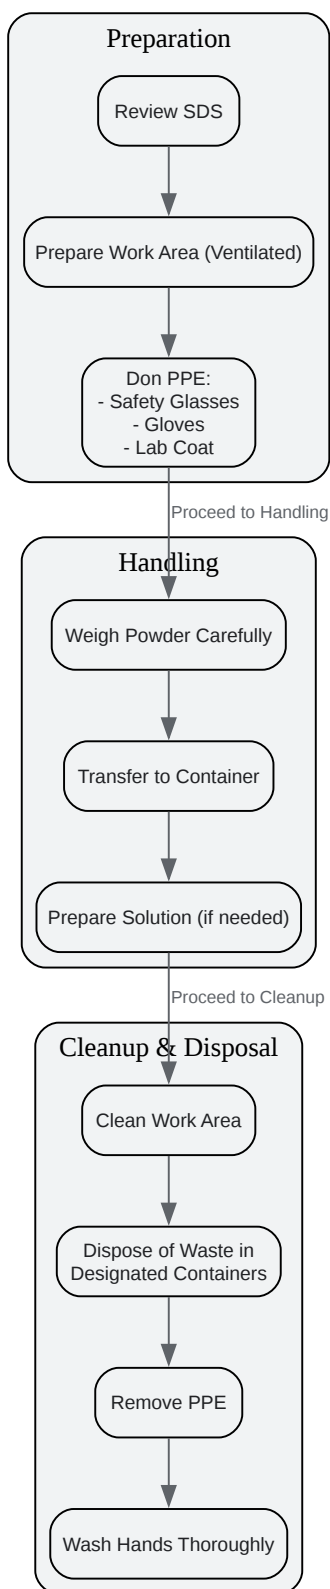 Preparation
Review SDS
Prepare Work Area (Ventilated)
Don PPE:
- Safety Glasses
- Gloves
- Lab Coat
Proceed to Handling
Handling
Weigh Powder Carefully
Transfer to Container
Prepare Solution (if needed)
Proceed to Cleanup
Cleanup & Disposal
Clean Work Area
Dispose of Waste in
Designated Containers
Remove PPE
Wash Hands Thoroughly